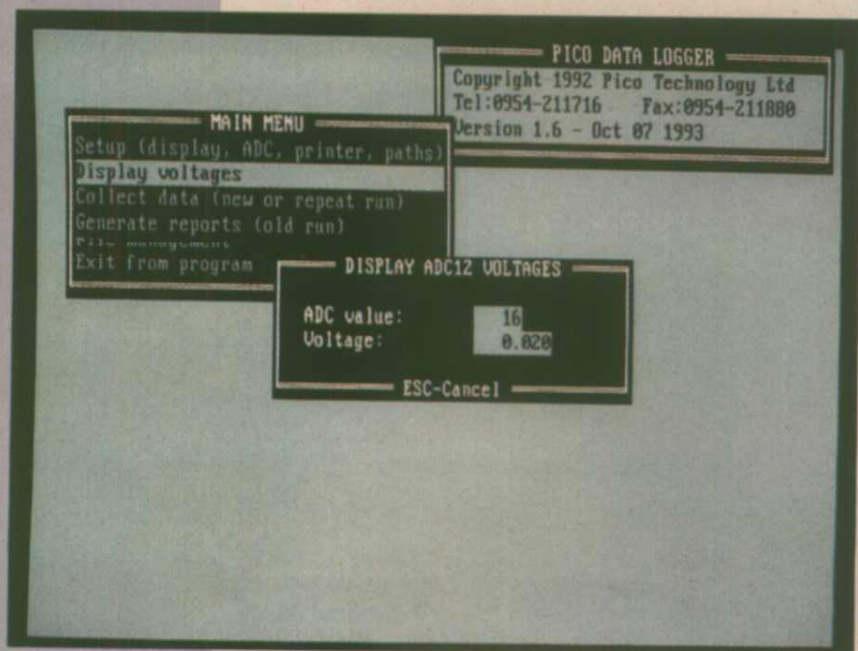 PICO DATA LOGGER
Copyright 1992 Pico Technology Ltd
Tel:0954-211716 Fax:0954-211880
Version 1.6 - Oct 07 1993
MAIN MENU
Setup (display, ADC, printer, paths)
Display voltages
Collect data (new or repeat run)
Generate reports (old run)
File management
Exit from program
DISPLAY ADC12 VOLTAGES
ADC value: 16
Voltage: 0.020
ESC-Cancel